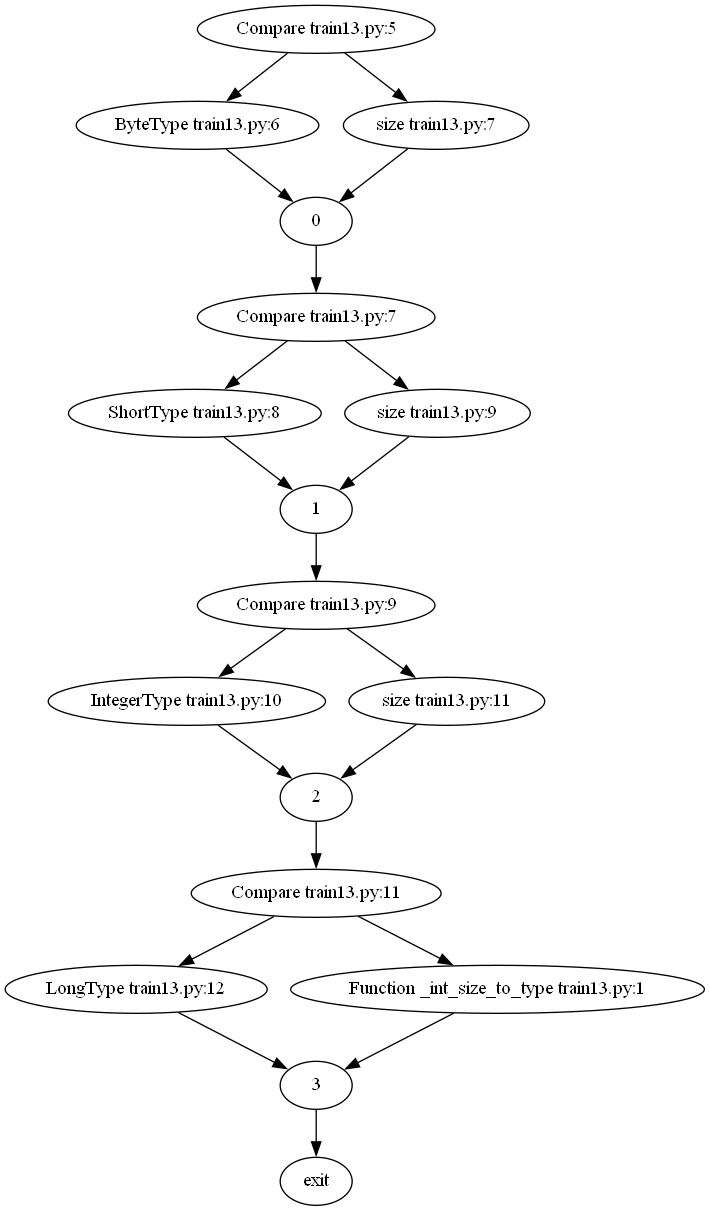 Compare train13.py:5
ByteType train13.py:6
size train13.py:7
0
Compare train13.py:7
ShortType train13.py:8
size train13.py:9
1
Compare train13.py:9
IntegerType train13.py:10
size train13.py:11
2
Compare train13.py:11
LongType train13.py:12
Function _int_size_to_type train13.py:1
3
exit